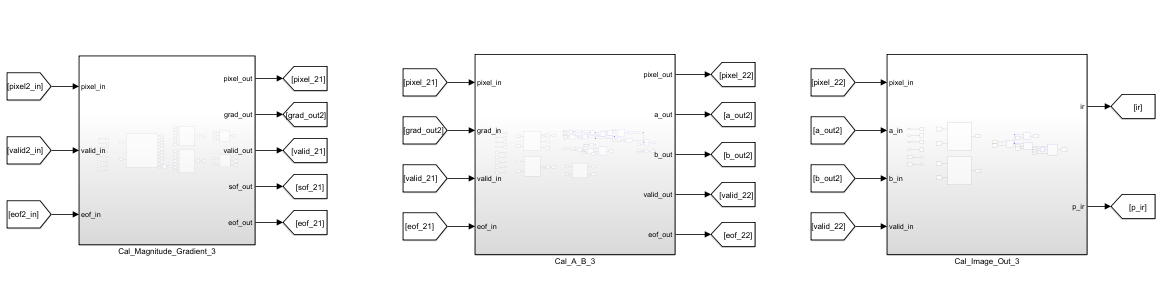 [pixel2_in]
[valid2_in]
[eof2_in]
pixel_in
valid_in
eof_in
pixel_out
grad_out
valid_out
sof_out
eof_out
[pixel_21]
[grad_out2]
[valid_21]
[sof_21]
[eof_21]
Cal_Magnitude_Gradient_3
[pixel_21]
[grad_out2]
[valid_21]
[eof_21]
pixel_in
grad_in
valid_in
eof_in
pixel_out
a_out
b_out
valid_out
eof_out
[pixel_22]
[a_out2]
[b_out2]
[valid_22]
[eof_22]
Cal_A_B_3
[pixel_22]
[a_out2]
[b_out2]
[valid_22]
pixel_in
a_in
b_in
valid_in
ir
p_ir
[ir]
[p_ir]
Cal_Image_Out_3